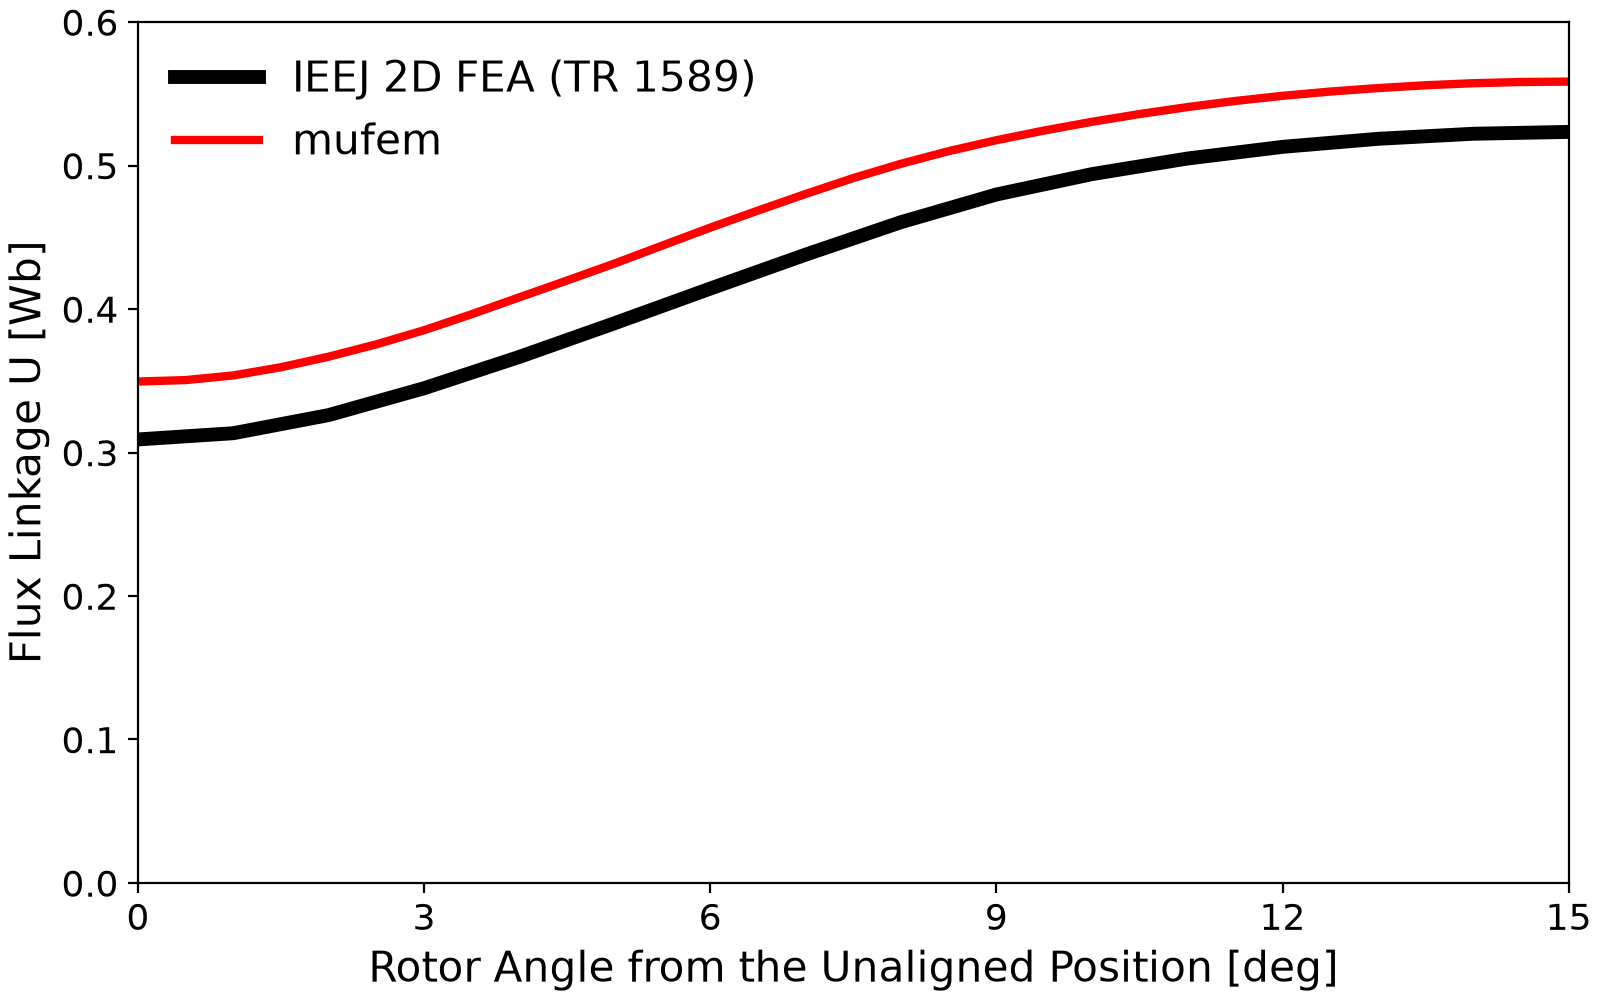 IEEJ 2D FEA (TR 1589)
mufem
Flux Linkage U [Wb]
0.6
0.5
0.4
0.3
0.2
0.1
0.0
0 3 6 9 12 15
Rotor Angle from the Unaligned Position [deg]